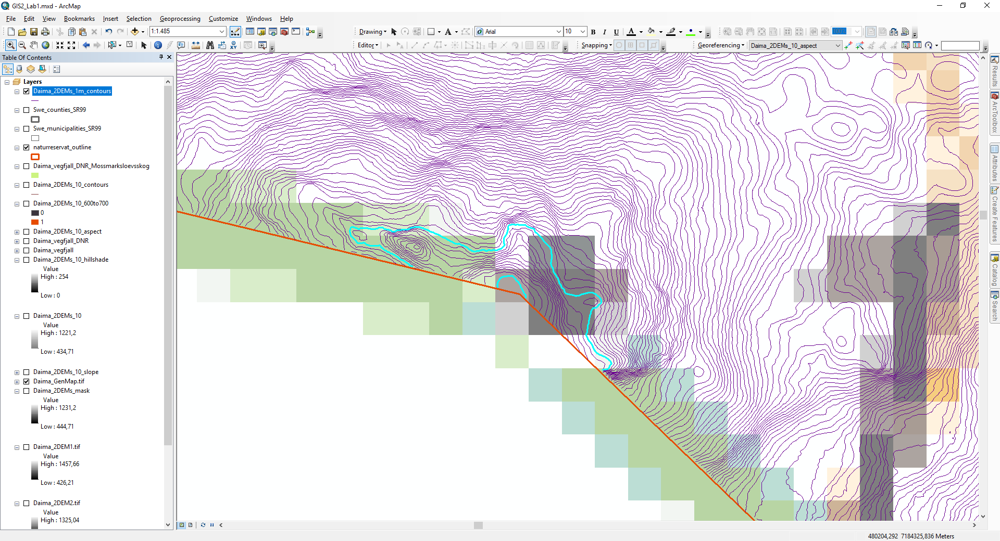 GIS2_Lab1.mxd - ArcMap
File Edit View Bookmarks Insert Selection Geoprocessing Customize Windows Help
1:1.485
Drawing
A
Arial
10
B I U A
100%
Editor
Snapping
Georeferencing
Daima_2DEMs_10_aspect
Table Of Contents
Layers
Daima_2DEMs_1m_contours
Swe_counties_SR99
Swe_municipalities_SR99
naturreservat_outline
Daima_vegfjall_DNR_Mossmarksloevsskog
Daima_2DEMs_10_contours
Daima_2DEMs_10_600to700
0
1
Daima_2DEMs_10_aspect
Daima_vegfjall_DNR
Daima_vegfjall
Daima_2DEMs_10_hillshade
Value
High : 254
Low : 0
Daima_2DEMs_10
Value
High : 1221,2
Low : 434,71
Daima_2DEMs_10_slope
Daima_GenMap.tif
Daima_2DEMs_mask
Value
High : 1231,2
Low : 444,71
Daima_2DEM1.tif
Value
High : 1457,66
Low : 426,21
Daima_2DEM2.tif
Value
High : 1325,04
Results
ArcToolbox
Attributes
Create Features
Catalog
Search
480204,292 7184325,836 Meters